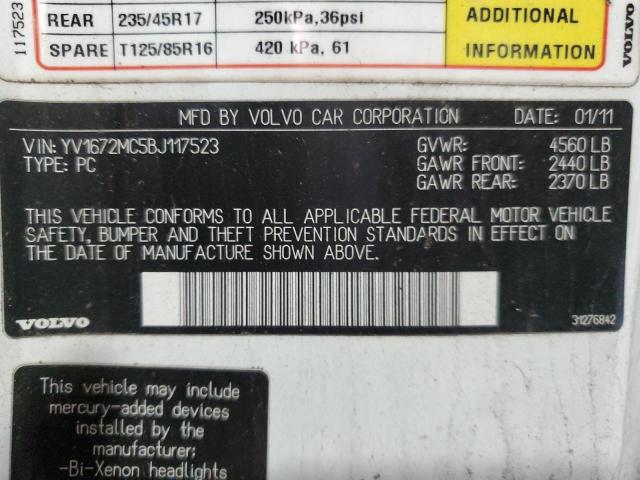 117523
REAR 235/45R17 250kPa,36psi
SPARE T125/85R16 420 kPa, 61
ADDITIONAL
INFORMATION
VOLVO
MFD BY VOLVO CAR CORPORATION DATE: 01/11
VIN: YV1672MC5BJ117523 GVWR: 4560 LB
TYPE: PC GAWR FRONT: 2440 LB
GAWR REAR: 2370 LB
THIS VEHICLE CONFORMS TO ALL APPLICABLE FEDERAL MOTOR VEHICLE
SAFETY, BUMPER AND THEFT PREVENTION STANDARDS IN EFFECT ON
THE DATE OF MANUFACTURE SHOWN ABOVE.
VOLVO 31276842
This vehicle may include
mercury-added devices
installed by the
manufacturer:
-Bi-Xenon headlights